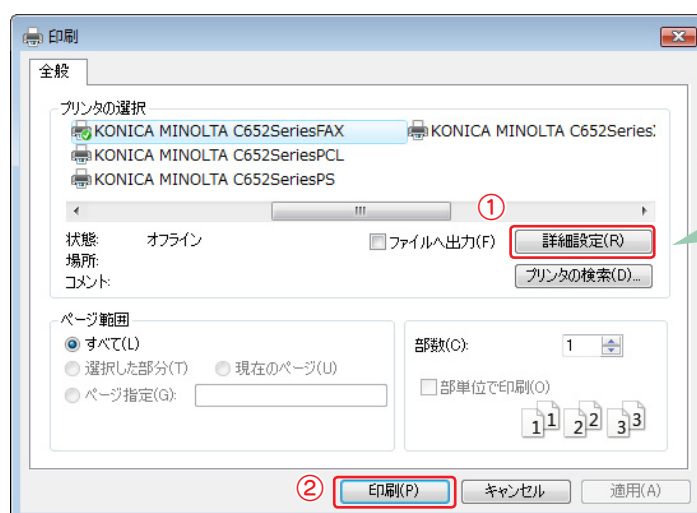 印刷
全般
プリンタの選択
KONICA MINOLTA C652SeriesFAX
KONICA MINOLTA C652Series
KONICA MINOLTA C652SeriesPCL
KONICA MINOLTA C652SeriesPS
①
状態: オフライン
ファイルへ出力(F)
詳細設定(R)
場所:
コメント:
プリンタの検索(D)...
ページ範囲
すべて(L)
選択した部分(T)
現在のページ(U)
ページ指定(G):
部数(C): 1
部単位で印刷(O)
1 1 2 2 3 3
②
印刷(P)
キャンセル
適用(A)